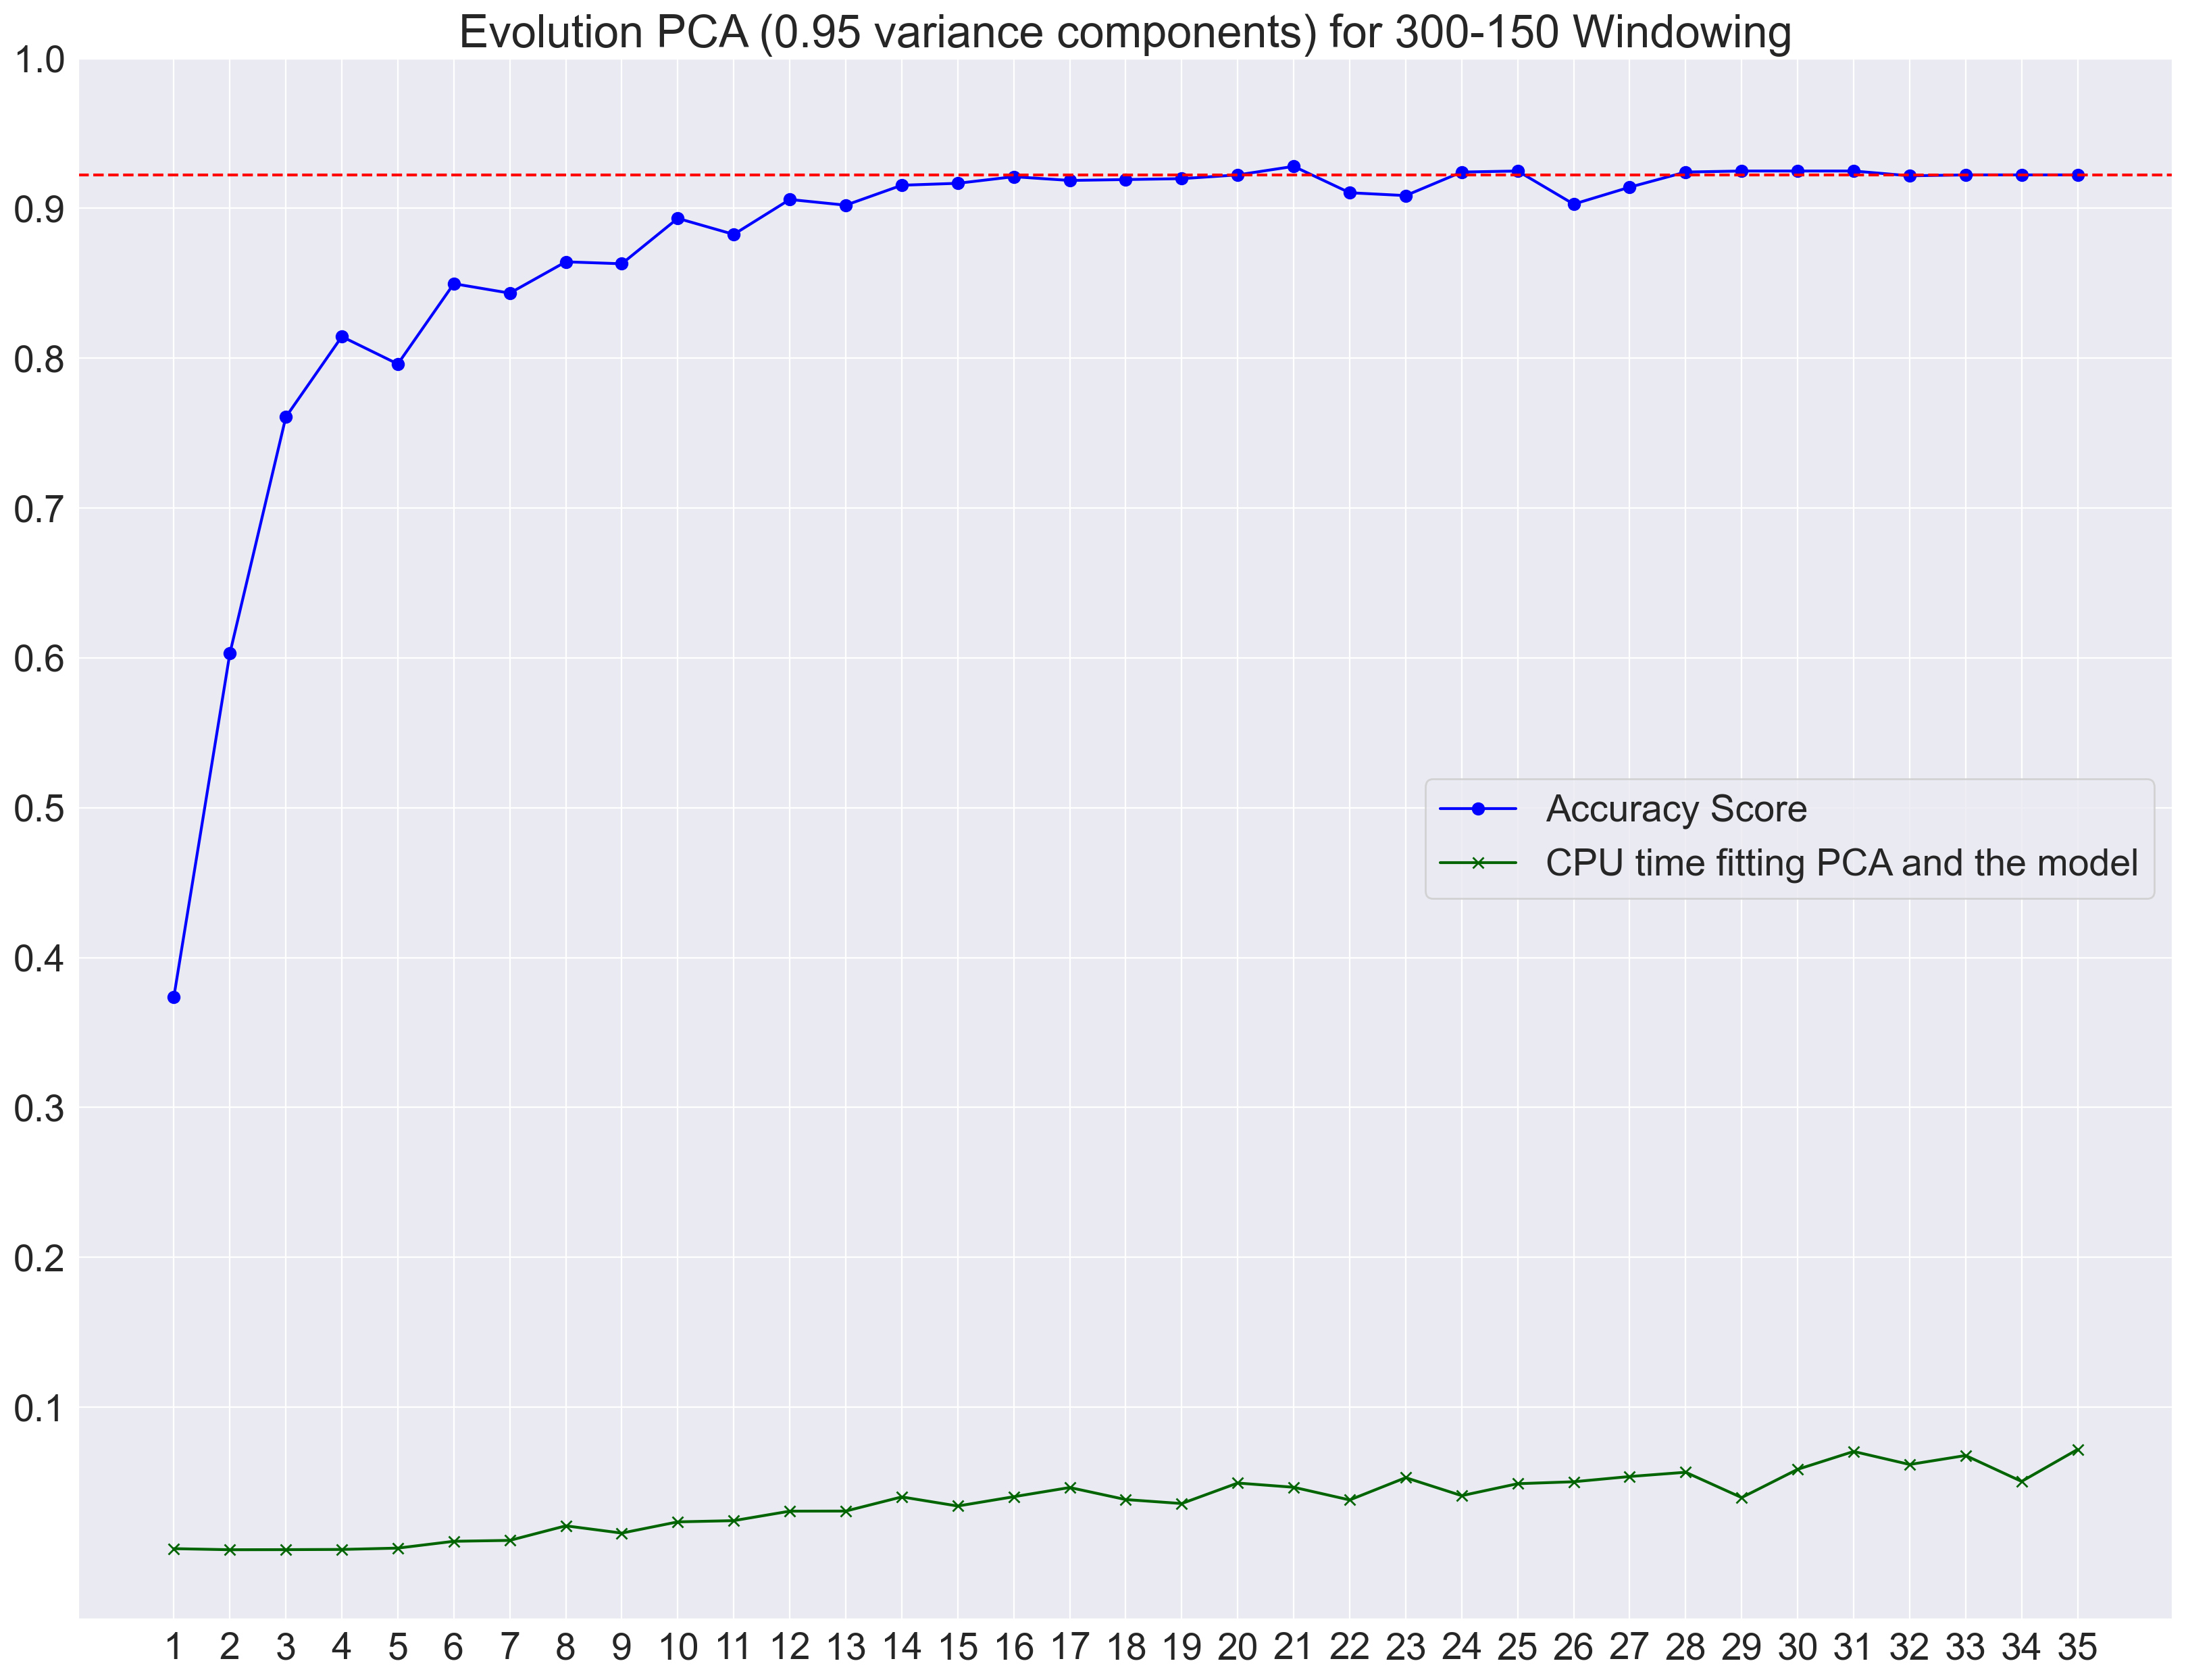 Evolution PCA (0.95 variance components) for 300-150 Windowing
1.0
0.9
0.8
0.7
0.6
0.5
0.4
0.3
0.2
0.1
Accuracy Score
CPU time fitting PCA and the model
1 2 3 4 5 6 7 8 9 10 11 12 13 14 15 16 17 18 19 20 21 22 23 24 25 26 27 28 29 30 31 32 33 34 35